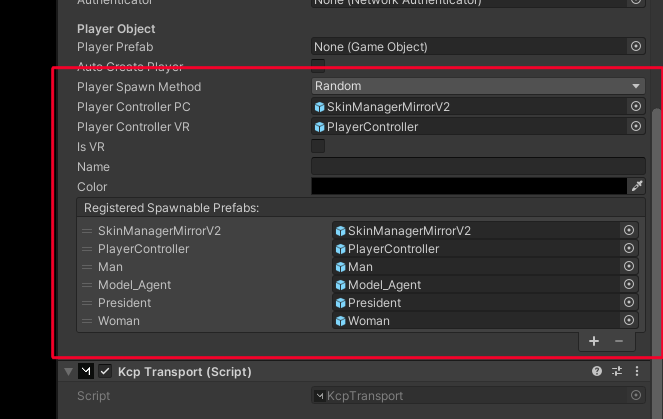 Authenticator None (Network Authenticator)
Player Object
Player Prefab None (Game Object)
Auto Create Player
Player Spawn Method Random
Player Controller PC SkinManagerMirrorV2
Player Controller VR PlayerController
Is VR
Name
Color
Registered Spawnable Prefabs:
SkinManagerMirrorV2 SkinManagerMirrorV2
PlayerController PlayerController
Man Man
Model_Agent Model_Agent
President President
Woman Woman
+ −
Kcp Transport (Script)
Script KcpTransport